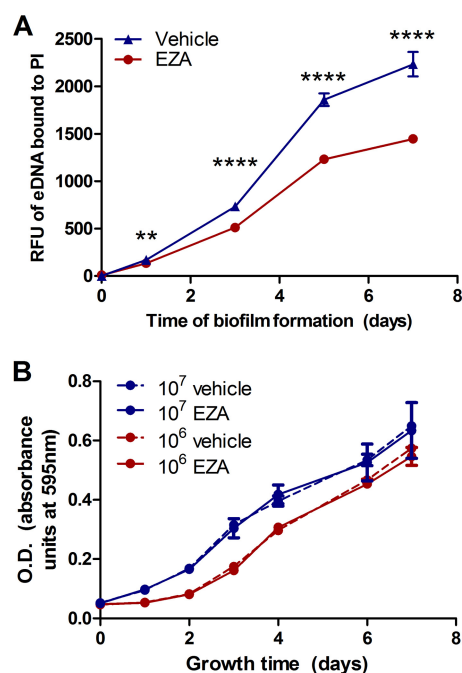 A
Vehicle
EZA
****
****
****
**
2500
2000
1500
1000
500
0
RFU of eDNA bound to PI
0 2 4 6 8
Time of biofilm formation (days)
B
10⁷ vehicle
10⁷ EZA
10⁶ vehicle
10⁶ EZA
0.8
0.6
0.4
0.2
0.0
O.D. (absorbance
units at 595nm)
0 2 4 6 8
Growth time (days)